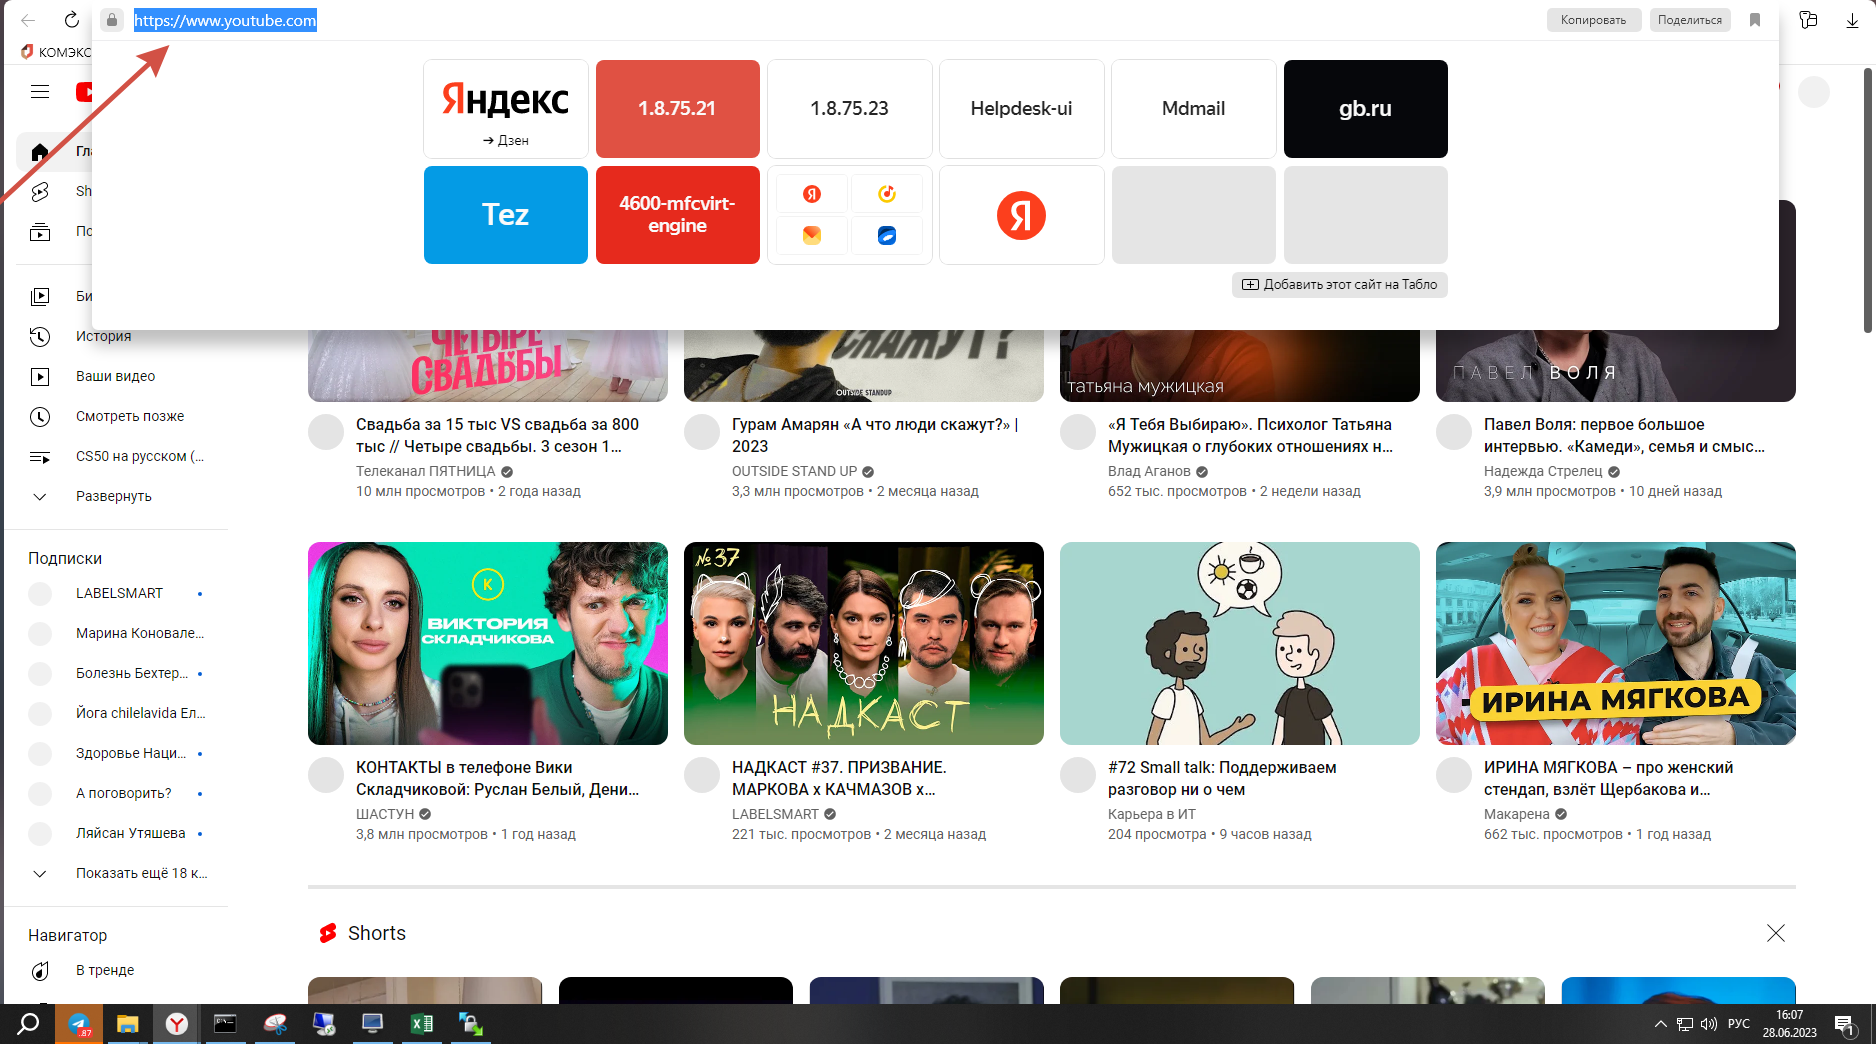 https://www.youtube.com
Копировать
Поделиться
КОМЭКС
Яндекс
→ Дзен
1.8.75.21
1.8.75.23
Helpdesk-ui
Mdmail
gb.ru
Tez
4600-mfcvirt-
engine
Я
Добавить этот сайт на Табло
Гла
Sh
По
Би
История
Ваши видео
Смотреть позже
CS50 на русском (...
Развернуть
Подписки
LABELSMART
Марина Коновале...
Болезнь Бехтер...
Йога chilelavida Ел...
Здоровье Наци...
А поговорить?
Ляйсан Утяшева
Показать ещё 18 к...
Навигатор
В тренде
ЧЕТЫРЕ
СВАДЬБЫ
СКАЖУТ?
OUTSIDE STANDUP
татьяна мужицкая
ПАВЕЛ ВОЛЯ
Свадьба за 15 тыс VS свадьба за 800
тыс // Четыре свадьбы. 3 сезон 1...
Телеканал ПЯТНИЦА
10 млн просмотров • 2 года назад
Гурам Амарян «А что люди скажут?» |
2023
OUTSIDE STAND UP
3,3 млн просмотров • 2 месяца назад
«Я Тебя Выбираю». Психолог Татьяна
Мужицкая о глубоких отношениях н...
Влад Аганов
652 тыс. просмотров • 2 недели назад
Павел Воля: первое большое
интервью. «Камеди», семья и смыс...
Надежда Стрелец
3,9 млн просмотров • 10 дней назад
К
ВИКТОРИЯ
СКЛАДЧИКОВА
№37
НАДКАСТ
ИРИНА МЯГКОВА
КОНТАКТЫ в телефоне Вики
Складчиковой: Руслан Белый, Дени...
ШАСТУН
3,8 млн просмотров • 1 год назад
НАДКАСТ #37. ПРИЗВАНИЕ.
МАРКОВА х КАЧМАЗОВ х...
LABELSMART
221 тыс. просмотров • 2 месяца назад
#72 Small talk: Поддерживаем
разговор ни о чем
Карьера в ИТ
204 просмотра • 9 часов назад
ИРИНА МЯГКОВА – про женский
стендап, взлёт Щербакова и...
Макарена
662 тыс. просмотров • 1 год назад
Shorts
87
РУС
16:07
28.06.2023
1